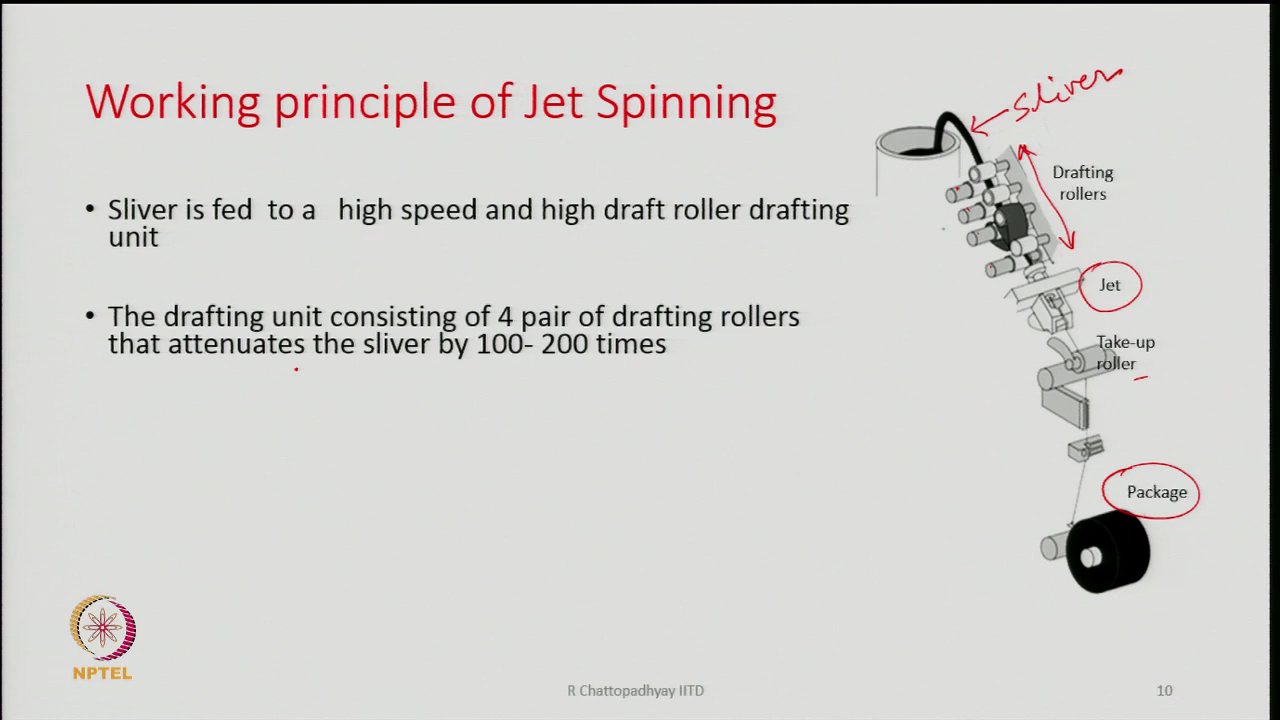 Working principle of Jet Spinning
Sliver
• Sliver is fed to a high speed and high draft roller drafting
unit
• The drafting unit consisting of 4 pair of drafting rollers
that attenuates the sliver by 100- 200 times
Drafting
rollers
Jet
Take-up
roller
Package
NPTEL
R Chattopadhyay IITD
10